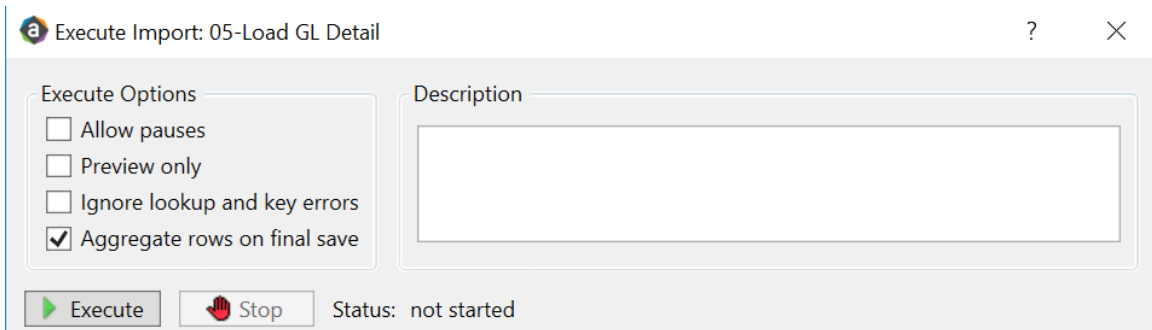 Execute Import: 05-Load GL Detail ?
Execute Options
Allow pauses
Preview only
Ignore lookup and key errors
Aggregate rows on final save
Description
Execute Stop Status: not started